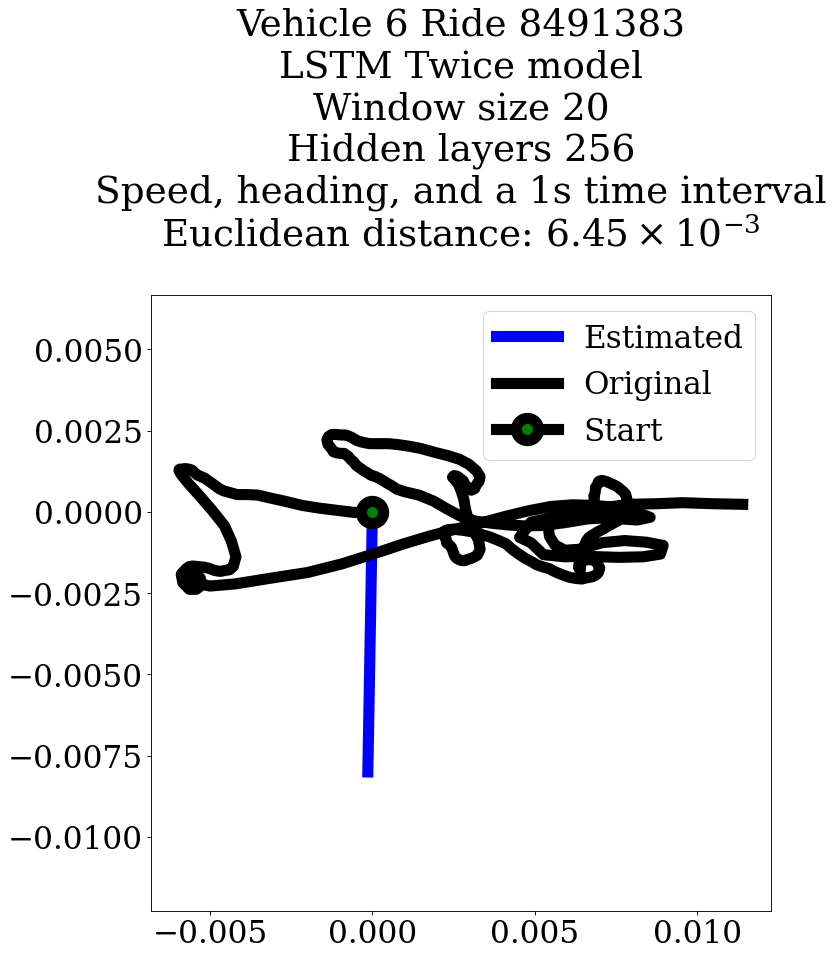 Vehicle 6 Ride 8491383
LSTM Twice model
Window size 20
Hidden layers 256
Speed, heading, and a 1s time interval
Euclidean distance: 6.45 × 10⁻³
Estimated
Original
Start
0.0050
0.0025
0.0000
−0.0025
−0.0050
−0.0075
−0.0100
−0.005 0.000 0.005 0.010